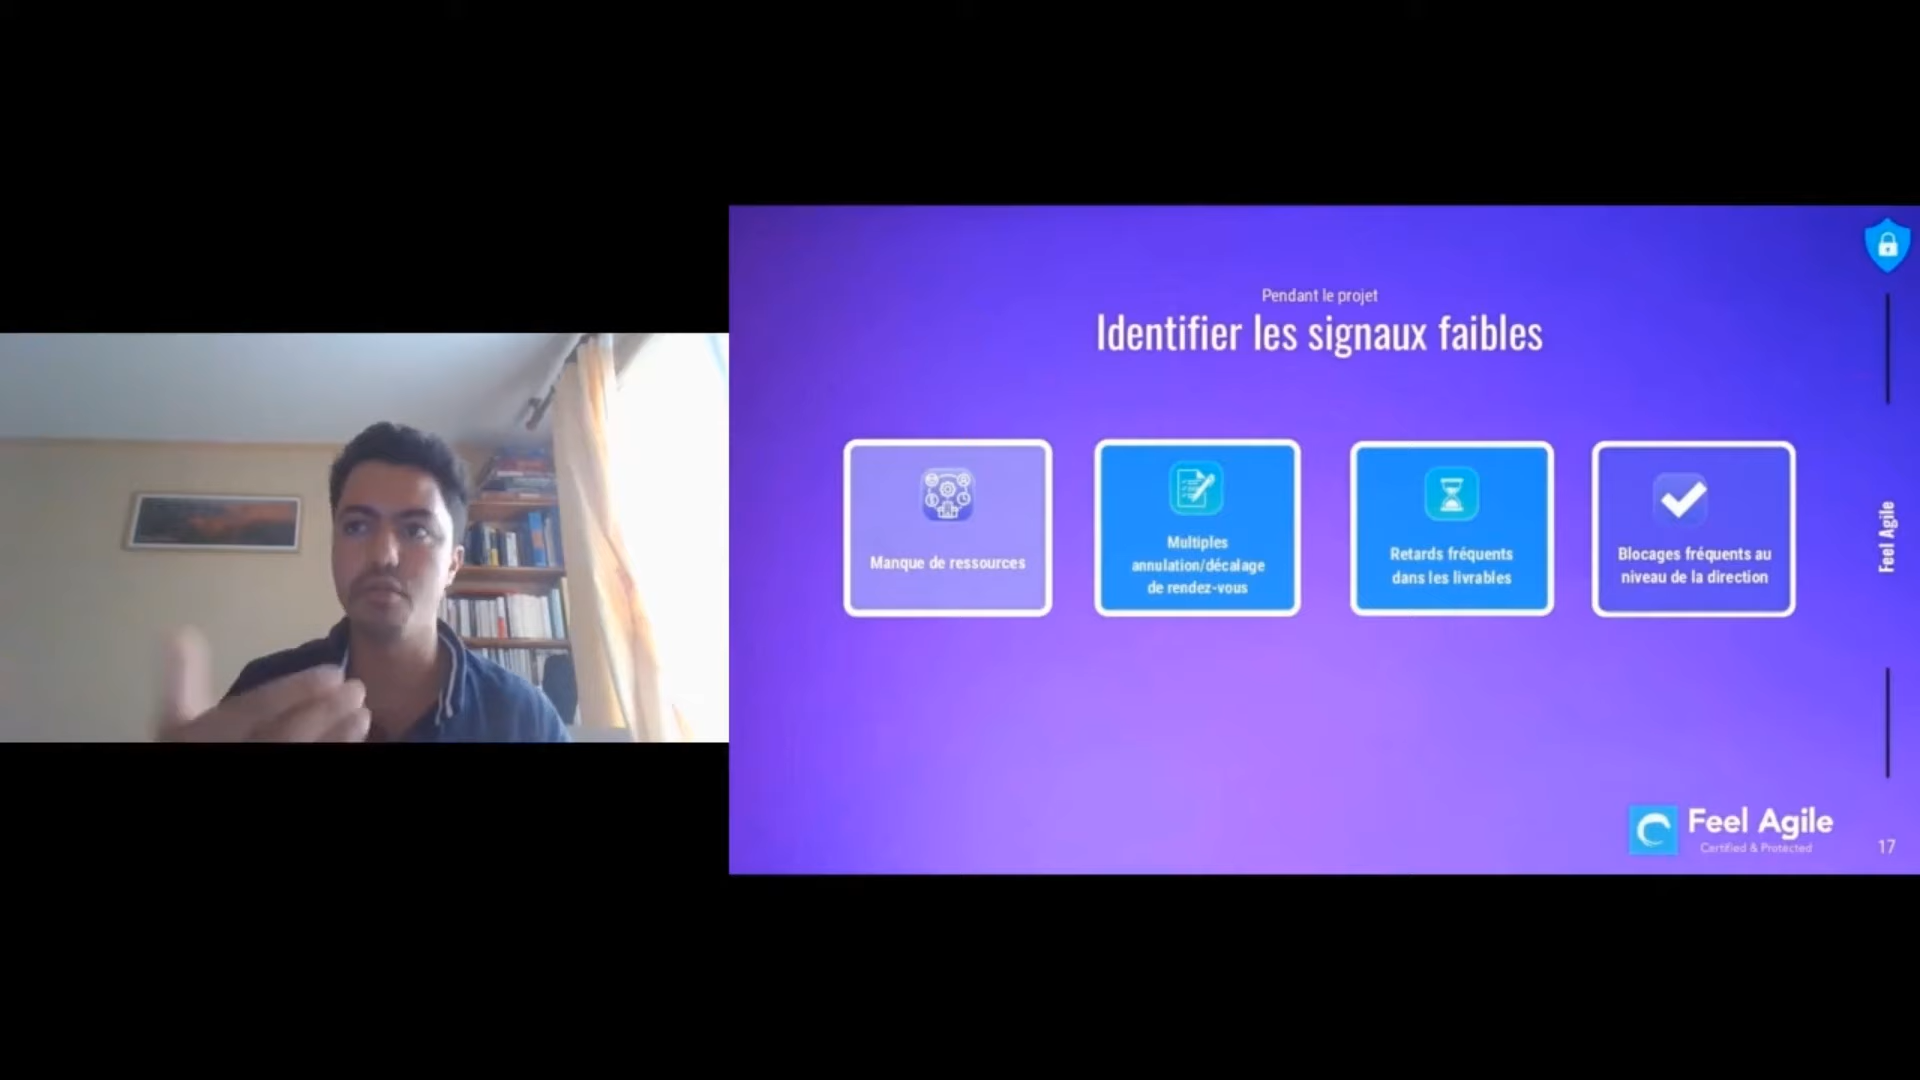 Pendant le projet
Identifier les signaux faibles
Manque de ressources
Multiples
annulation/décalage
de rendez-vous
Retards fréquents
dans les livrables
Blocages fréquents au
niveau de la direction
Feel Agile
Feel Agile
Certified & Protected
17